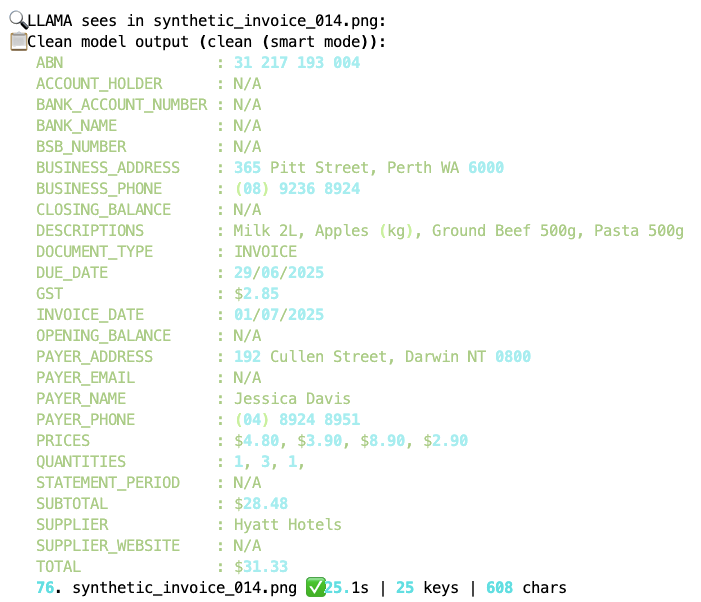 🔍LLAMA sees in synthetic_invoice_014.png:
📋Clean model output (clean (smart mode)):
ABN : 31 217 193 004
ACCOUNT_HOLDER : N/A
BANK_ACCOUNT_NUMBER : N/A
BANK_NAME : N/A
BSB_NUMBER : N/A
BUSINESS_ADDRESS : 365 Pitt Street, Perth WA 6000
BUSINESS_PHONE : (08) 9236 8924
CLOSING_BALANCE : N/A
DESCRIPTIONS : Milk 2L, Apples (kg), Ground Beef 500g, Pasta 500g
DOCUMENT_TYPE : INVOICE
DUE_DATE : 29/06/2025
GST : $2.85
INVOICE_DATE : 01/07/2025
OPENING_BALANCE : N/A
PAYER_ADDRESS : 192 Cullen Street, Darwin NT 0800
PAYER_EMAIL : N/A
PAYER_NAME : Jessica Davis
PAYER_PHONE : (04) 8924 8951
PRICES : $4.80, $3.90, $8.90, $2.90
QUANTITIES : 1, 3, 1,
STATEMENT_PERIOD : N/A
SUBTOTAL : $28.48
SUPPLIER : Hyatt Hotels
SUPPLIER_WEBSITE : N/A
TOTAL : $31.33
76. synthetic_invoice_014.png ✅25.1s | 25 keys | 608 chars